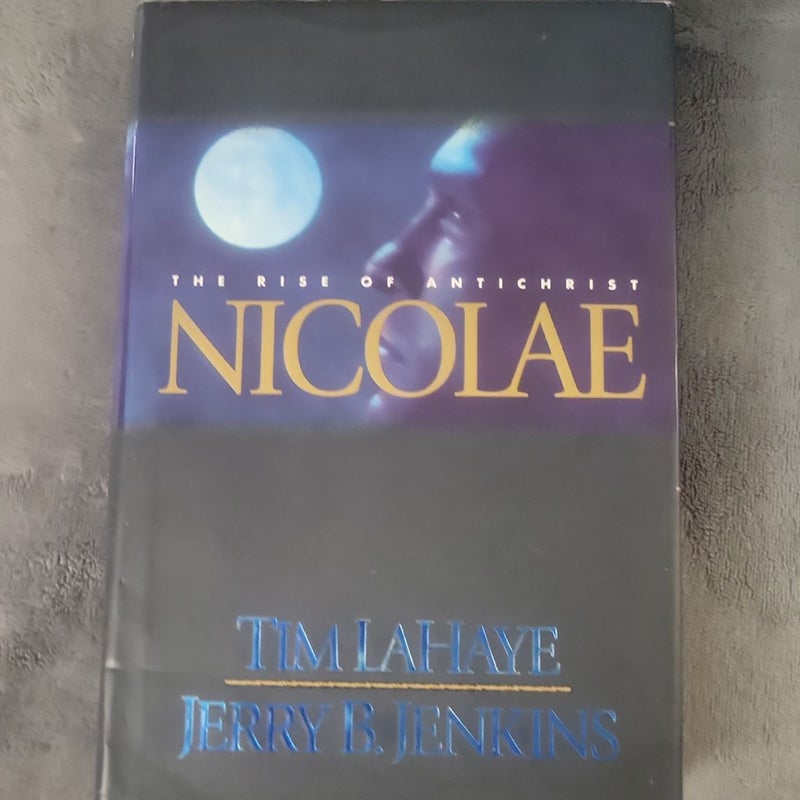 THE RISE OF ANTICHRIST
NICOLAE
TIM LAHAYE
JERRY B. JENKINS